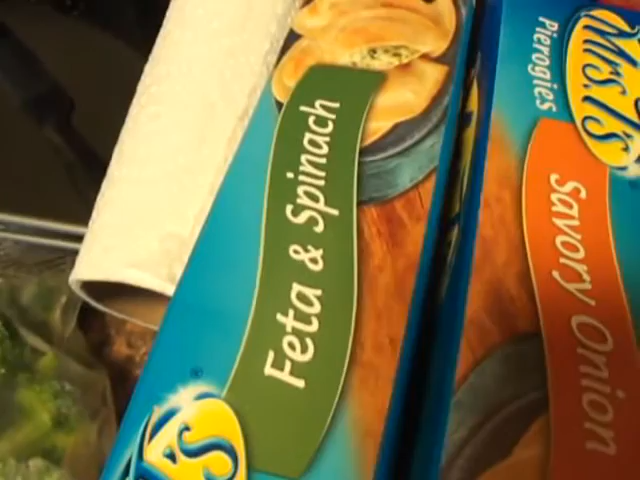 Feta & Spinach
T's
Mrs. T's
Pierogies
Savory Onion